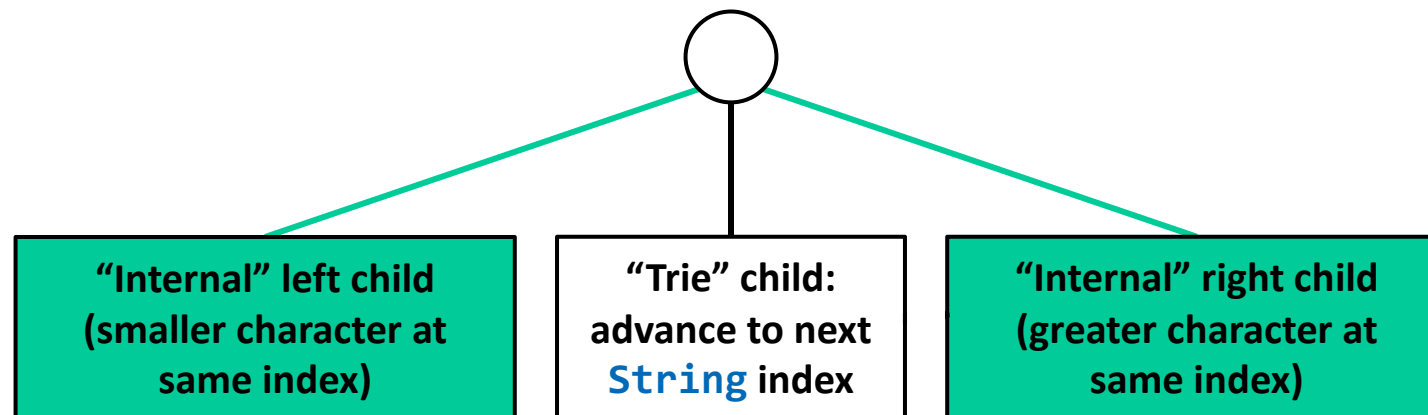 “Internal” left child
(smaller character at
same index)
“Trie” child:
advance to next
String index
“Internal” right child
(greater character at
same index)